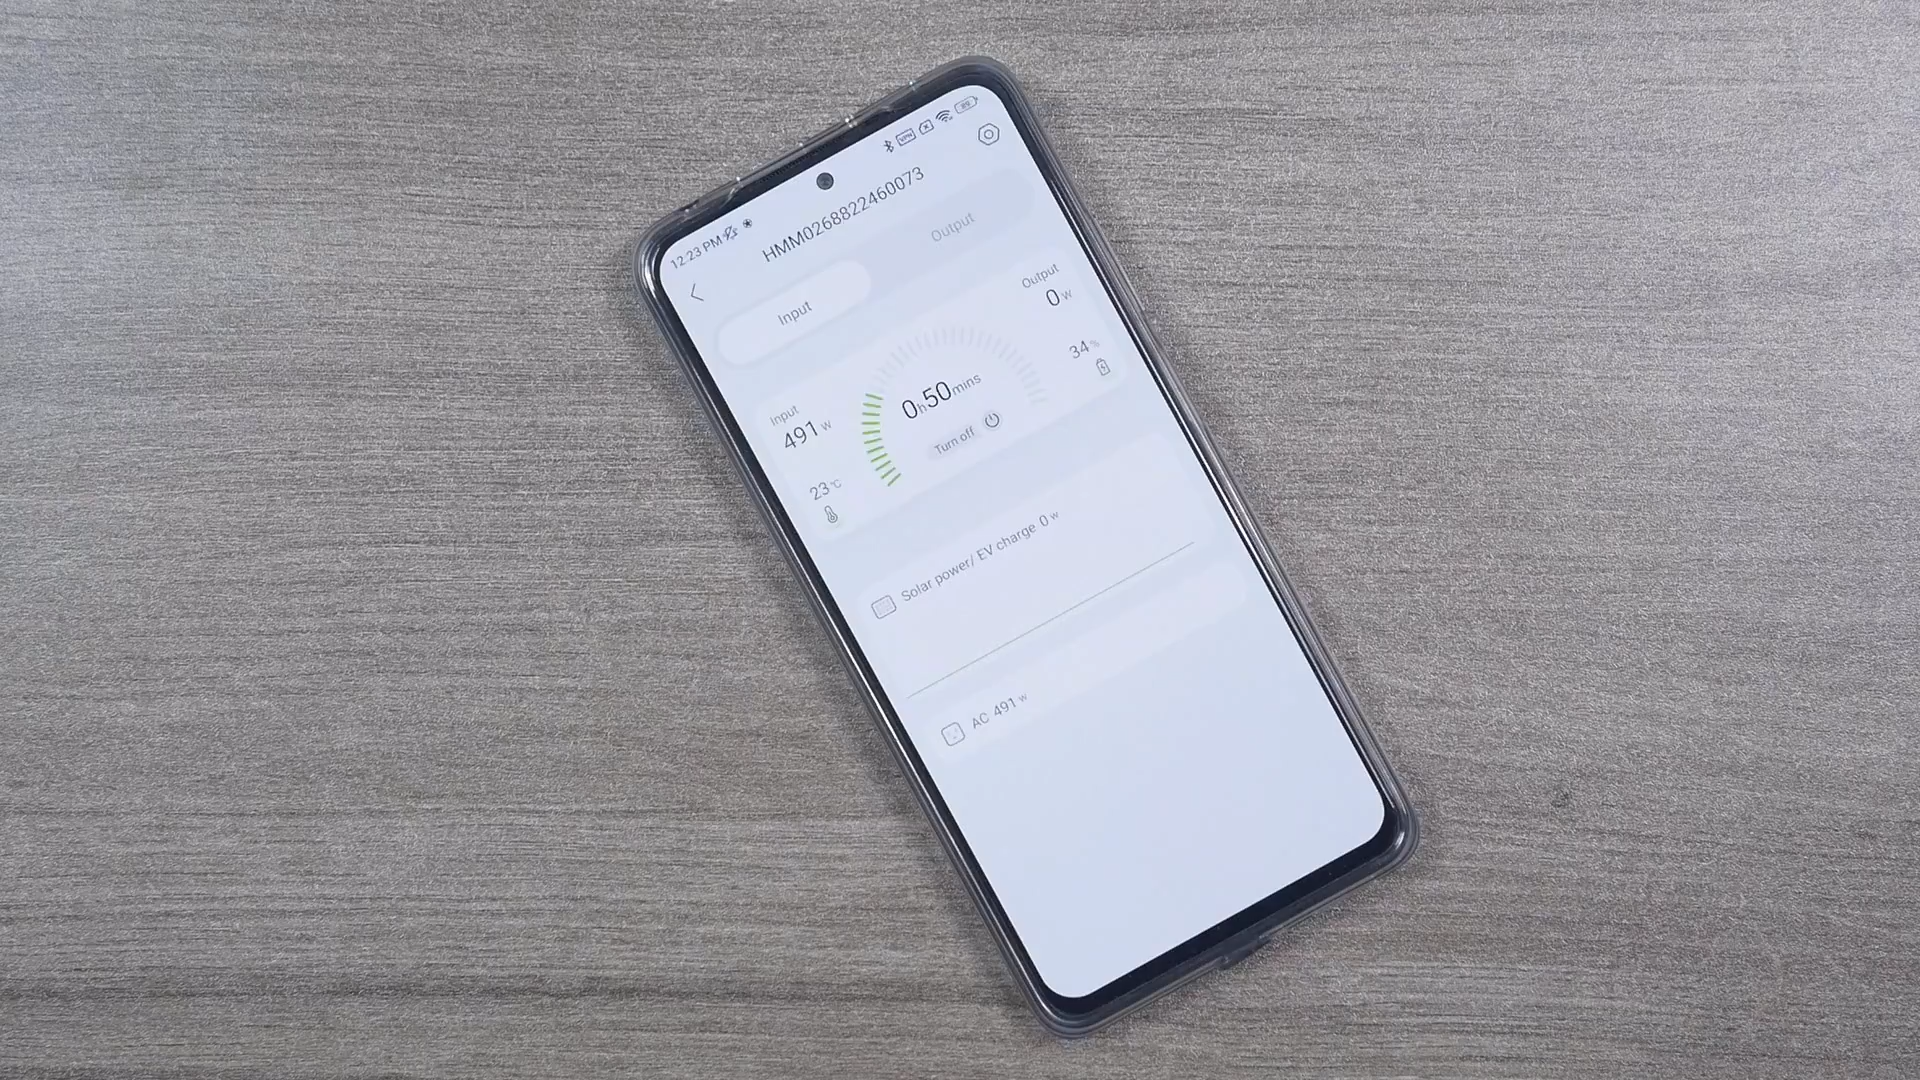 12:23 PM
VPN
HMM0268822460073
Input
Output
Input
491 W
Output
0 W
0h50mins
34 %
Turn off
23 °C
Solar power/ EV charge 0 W
AC 491 W